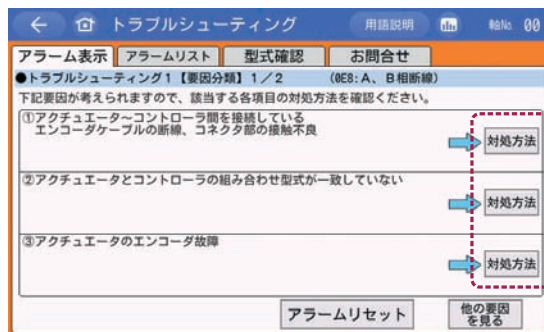 トラブルシューティング 用語説明 軸No. 00
アラーム表示 アラームリスト 型式確認 お問合せ
●トラブルシューティング1【要因分類】1／2 (0E8:A、B相断線)
下記要因が考えられますので、該当する各項目の対処方法を確認ください。
①アクチュエータ～コントローラ間を接続している
エンコーダケーブルの断線、コネクタ部の接触不良
対処方法
②アクチュエータとコントローラの組み合わせ型式が一致していない
対処方法
③アクチュエータのエンコーダ故障
対処方法
アラームリセット
他の要因
を見る